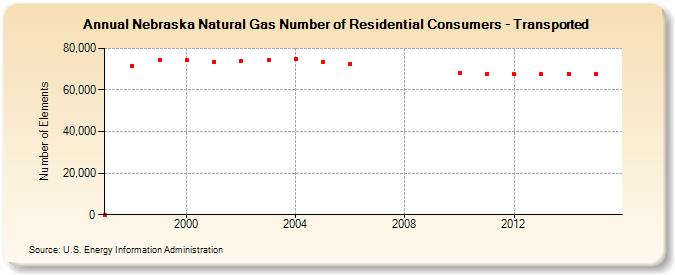 Annual Nebraska Natural Gas Number of Residential Consumers - Transported
Number of Elements
80,000
60,000
40,000
20,000
0
2000 2004 2008 2012
Source: U.S. Energy Information Administration